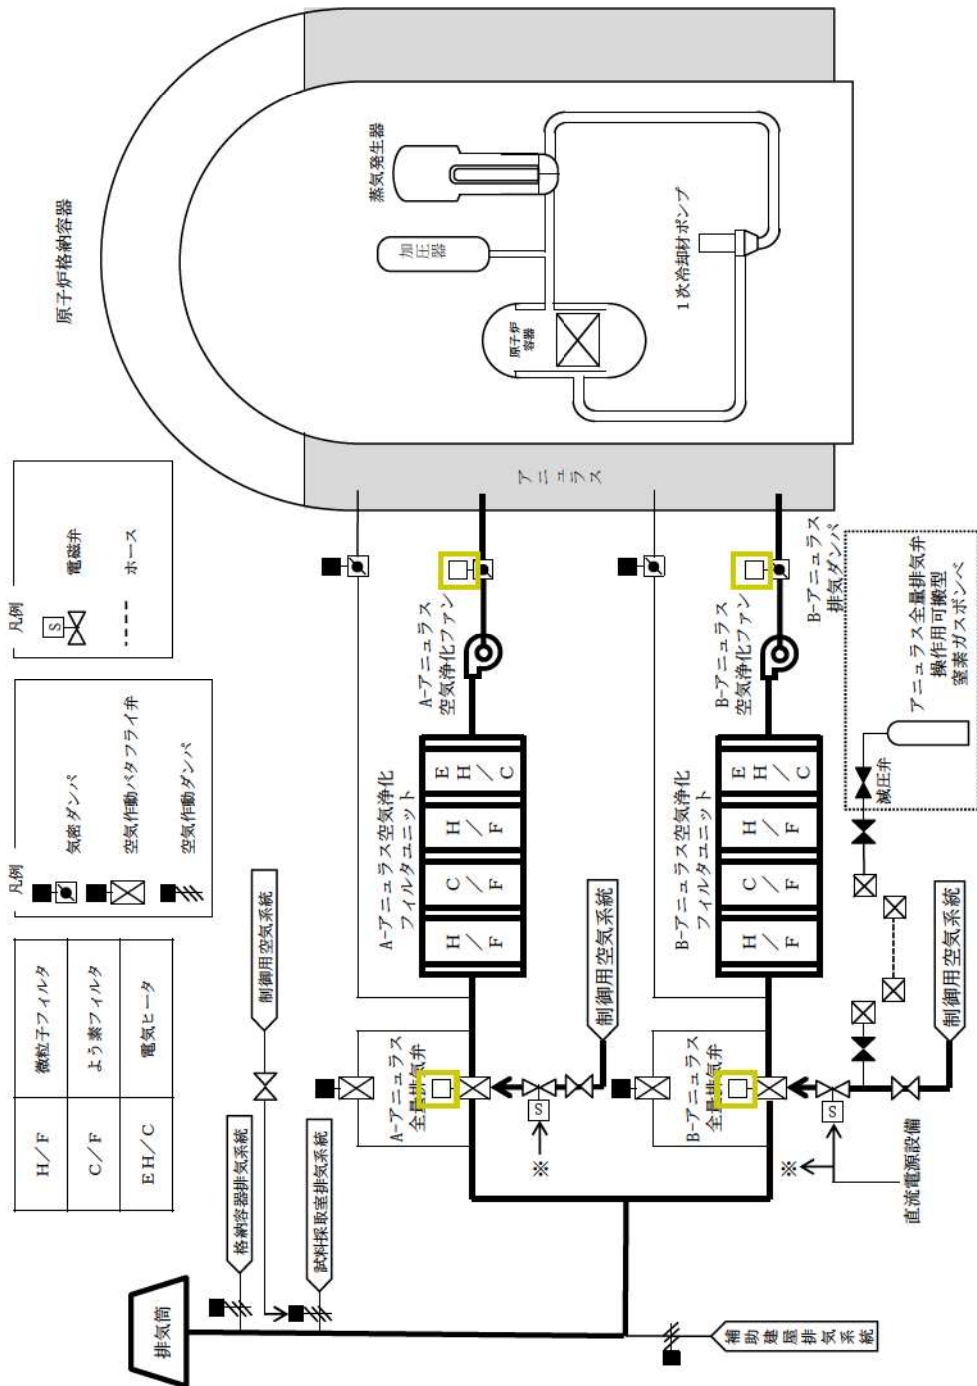 原子炉格納容器
蒸気発生器
加圧
器
原子炉
容器
1次冷却材ポンプ
アニュラス
凡例
S
電磁弁
ホース
凡例
気密ダンパ
空気作動バタフライ弁
空気作動ダンパ
H/F
微粒子フィルタ
C/F
よう素フィルタ
EH/C
電気ヒータ
A-アニュラス
空気浄化ファン
B-アニュラス
空気浄化ファン
B-アニュラス
排気ダンパ
A-アニュラス空気浄化
フィルタユニット
H/F
C/F
H/F
EH/C
B-アニュラス空気浄化
フィルタユニット
H/F
C/F
H/F
EH/C
アニュラス全量排気弁
操作用可搬型
窒素ガスボンベ
減圧弁
制御用空気系統
制御用空気系統
制御用空気系統
A-アニュラス
全量排気弁
B-アニュラス
全量排気弁
S
※
S
※
直流電源設備
格納容器排気系統
試料採取室排気系統
排気筒
補助建屋排気系統